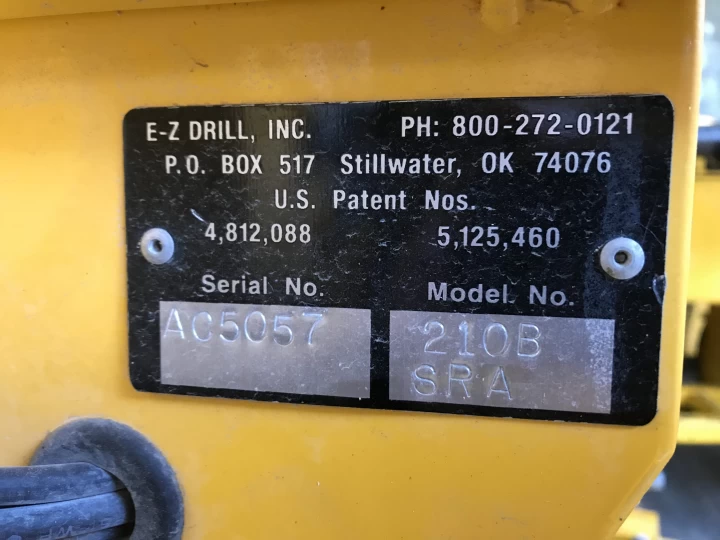 E-Z DRILL, INC. PH: 800-272-0121
P.O. BOX 517 Stillwater, OK 74076
U.S. Patent Nos.
4,812,088 5,125,460
Serial No. Model No.
AC5057 210B
SRA